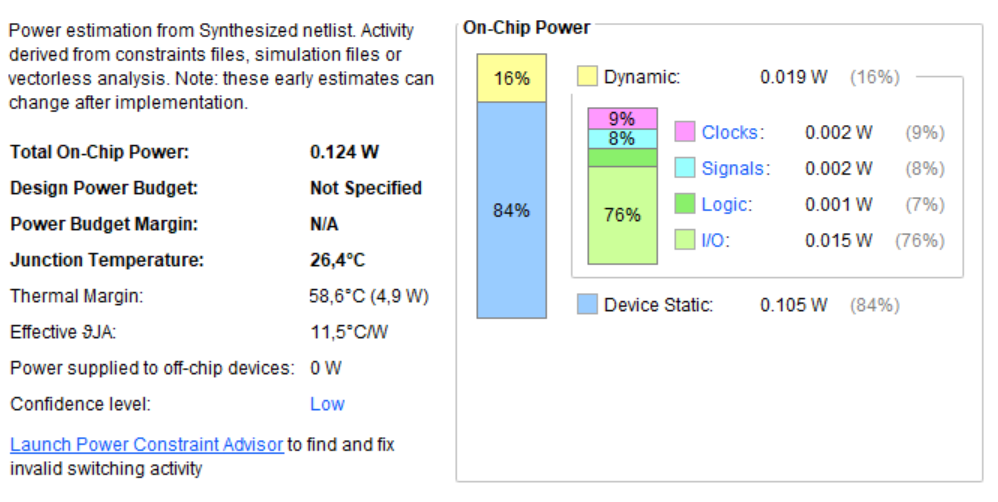 Power estimation from Synthesized netlist. Activity
derived from constraints files, simulation files or
vectorless analysis. Note: these early estimates can
change after implementation.
Total On-Chip Power: 0.124 W
Design Power Budget: Not Specified
Power Budget Margin: N/A
Junction Temperature: 26,4°C
Thermal Margin: 58,6°C (4,9 W)
Effective ϑJA: 11,5°C/W
Power supplied to off-chip devices: 0 W
Confidence level: Low
Launch Power Constraint Advisor to find and fix
invalid switching activity
On-Chip Power
16%
84%
Dynamic: 0.019 W (16%)
9%
8%
76%
Clocks: 0.002 W (9%)
Signals: 0.002 W (8%)
Logic: 0.001 W (7%)
I/O: 0.015 W (76%)
Device Static: 0.105 W (84%)